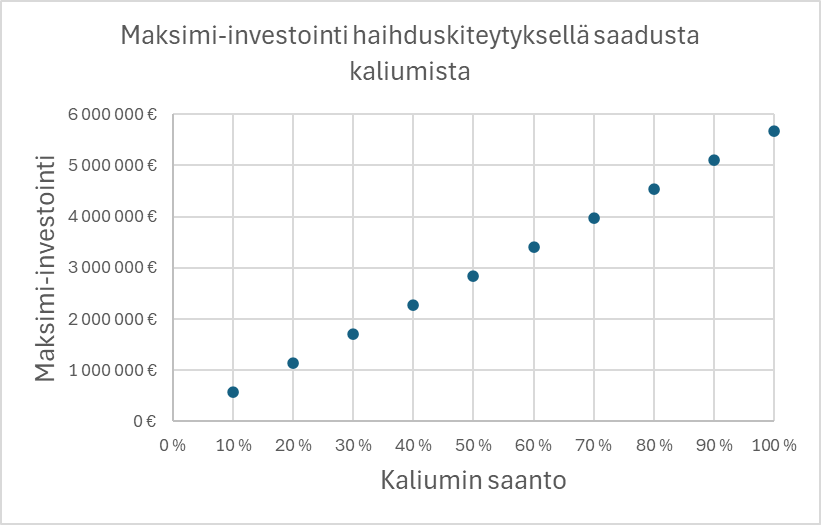 Maksimi-investointi haihduskiteytyksellä saadusta
kaliumista
6 000 000 €
5 000 000 €
4 000 000 €
3 000 000 €
2 000 000 €
1 000 000 €
0 €
Maksimi-investointi
0 % 10 % 20 % 30 % 40 % 50 % 60 % 70 % 80 % 90 % 100 %
Kaliumin saanto